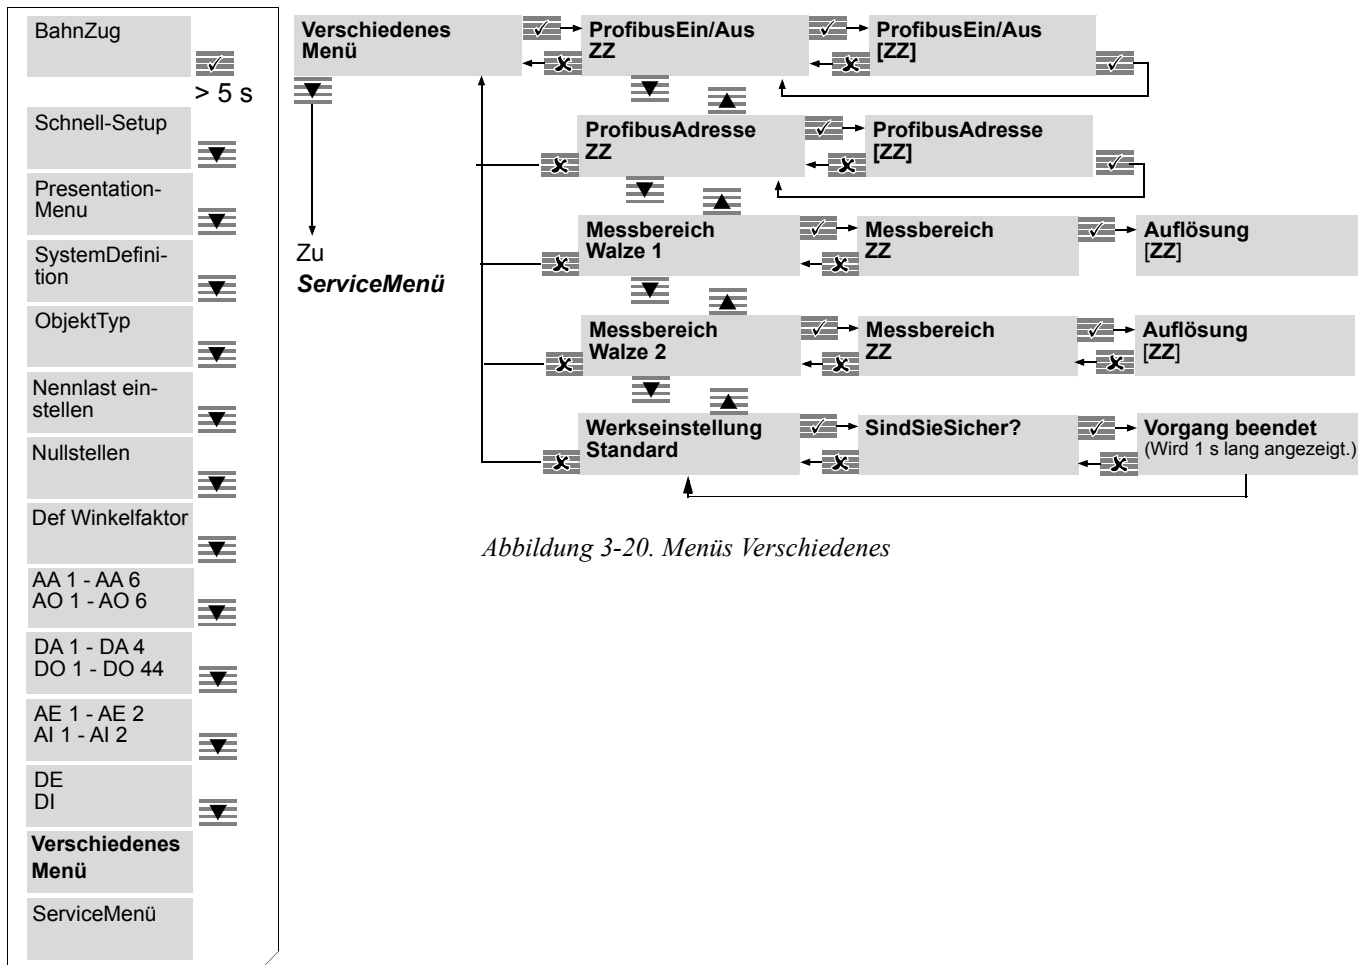 BahnZug
> 5 s
Schnell-Setup
Presentation-
Menu
SystemDefini-
tion
ObjektTyp
Nennlast ein-
stellen
Nullstellen
Def Winkelfaktor
AA 1 - AA 6
AO 1 - AO 6
DA 1 - DA 4
DO 1 - DO 44
AE 1 - AE 2
AI 1 - AI 2
DE
DI
Verschiedenes
Menü
ServiceMenü
Verschiedenes
Menü
Zu
ServiceMenü
ProfibusEin/Aus
ZZ
ProfibusEin/Aus
[ZZ]
ProfibusAdresse
ZZ
ProfibusAdresse
[ZZ]
Messbereich
Walze 1
Messbereich
ZZ
Auflösung
[ZZ]
Messbereich
Walze 2
Messbereich
ZZ
Auflösung
[ZZ]
Werkseinstellung
Standard
SindSieSicher?
Vorgang beendet
(Wird 1 s lang angezeigt.)
Abbildung 3-20. Menüs Verschiedenes